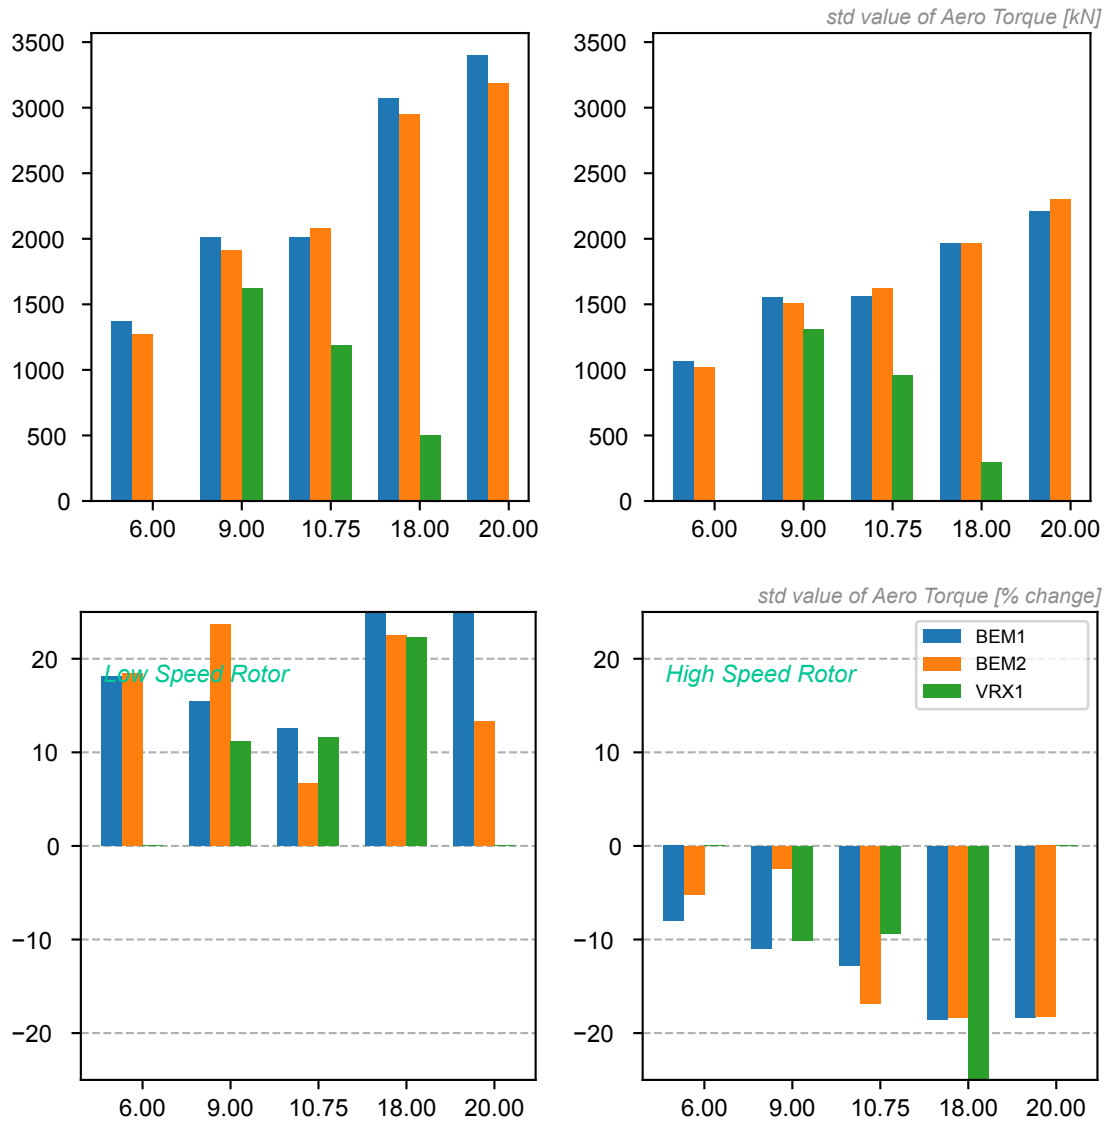 std value of Aero Torque [kN]
3500
3000
2500
2000
1500
1000
500
0
6.00 9.00 10.75 18.00 20.00
3500
3000
2500
2000
1500
1000
500
0
6.00 9.00 10.75 18.00 20.00
std value of Aero Torque [% change]
20
10
0
−10
−20
Low Speed Rotor
6.00 9.00 10.75 18.00 20.00
20
10
0
−10
−20
High Speed Rotor
BEM1
BEM2
VRX1
6.00 9.00 10.75 18.00 20.00